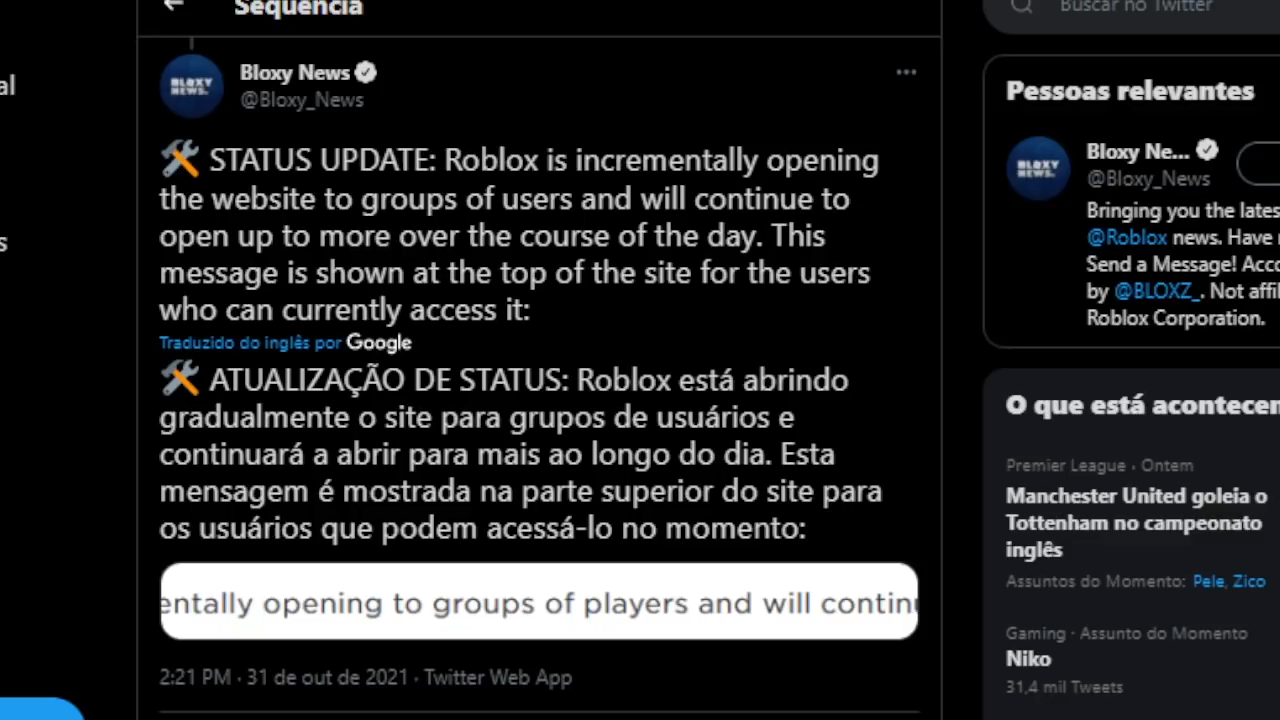 al
s
Sequência
Bloxy News
@Bloxy_News
BLOXY
NEWS.
🛠 STATUS UPDATE: Roblox is incrementally opening
the website to groups of users and will continue to
open up to more over the course of the day. This
message is shown at the top of the site for the users
who can currently access it:
Traduzido do inglês por Google
🛠 ATUALIZAÇÃO DE STATUS: Roblox está abrindo
gradualmente o site para grupos de usuários e
continuará a abrir para mais ao longo do dia. Esta
mensagem é mostrada na parte superior do site para
os usuários que podem acessá-lo no momento:
entally opening to groups of players and will continu
2:21 PM · 31 de out de 2021 · Twitter Web App
Buscar no Twitter
Pessoas relevantes
BLOXY
NEWS.
Bloxy Ne...
@Bloxy_News
Bringing you the lates
@Roblox news. Have
Send a Message! Acco
by @BLOXZ_. Not affil
Roblox Corporation.
O que está acontecen
Premier League · Ontem
Manchester United goleia o
Tottenham no campeonato
inglês
Assuntos do Momento: Pele, Zico
Gaming · Assunto do Momento
Niko
31,4 mil Tweets